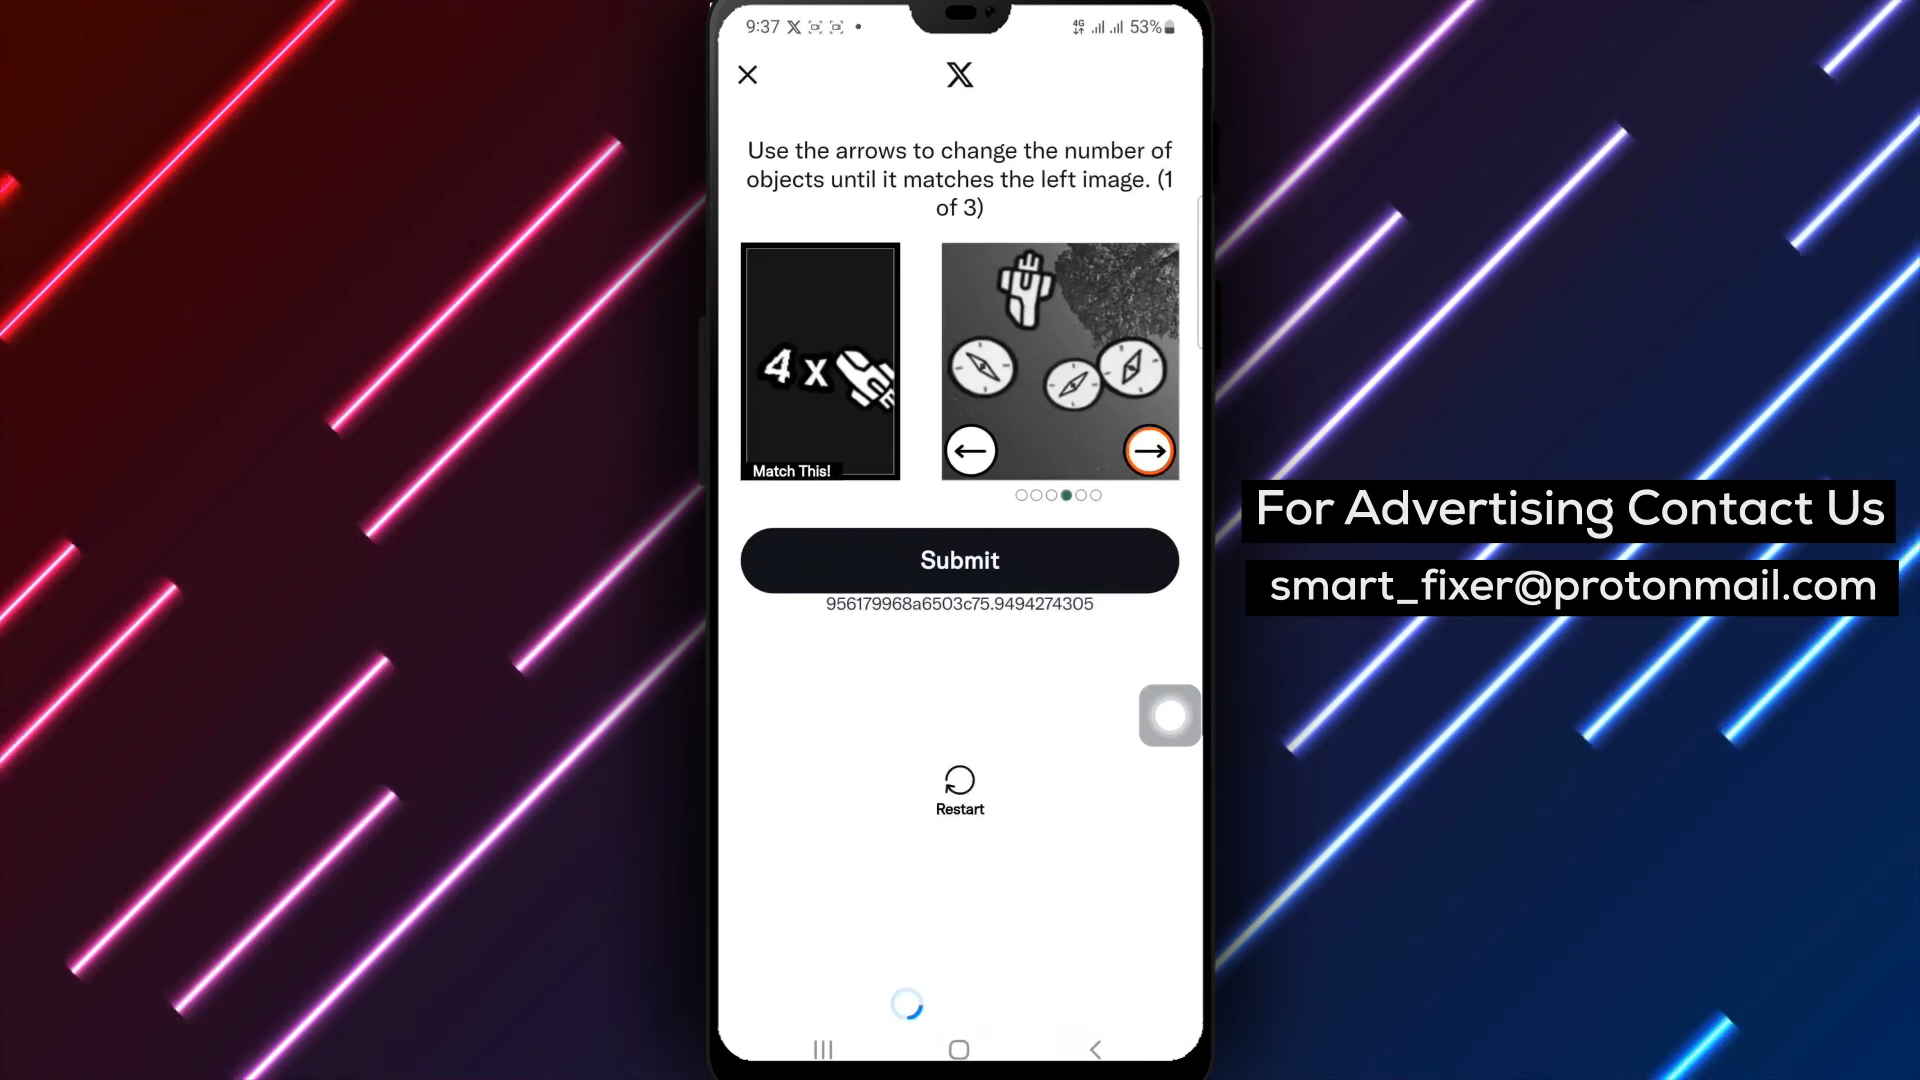 9:37
4G
53%
X
Use the arrows to change the number of
objects until it matches the left image. (1
of 3)
4 x
Match This!
Submit
956179968a6503c75.9494274305
Restart
For Advertising Contact Us
smart_fixer@protonmail.com